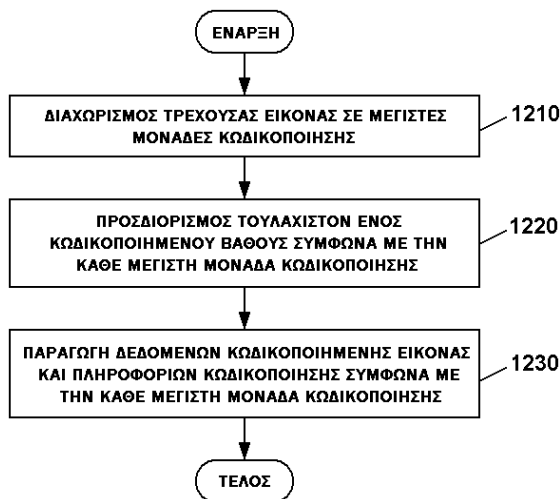 ΕΝΑΡΞΗ
ΔΙΑΧΩΡΙΣΜΟΣ ΤΡΕΧΟΥΣΑΣ ΕΙΚΟΝΑΣ ΣΕ ΜΕΓΙΣΤΕΣ
ΜΟΝΑΔΕΣ ΚΩΔΙΚΟΠΟΙΗΣΗΣ
1210
ΠΡΟΣΔΙΟΡΙΣΜΟΣ ΤΟΥΛΑΧΙΣΤΟΝ ΕΝΟΣ
ΚΩΔΙΚΟΠΟΙΗΜΕΝΟΥ ΒΑΘΟΥΣ ΣΥΜΦΩΝΑ ΜΕ ΤΗΝ
ΚΑΘΕ ΜΕΓΙΣΤΗ ΜΟΝΑΔΑ ΚΩΔΙΚΟΠΟΙΗΣΗΣ
1220
ΠΑΡΑΓΩΓΗ ΔΕΔΟΜΕΝΩΝ ΚΩΔΙΚΟΠΟΙΗΜΕΝΗΣ ΕΙΚΟΝΑΣ
ΚΑΙ ΠΛΗΡΟΦΟΡΙΩΝ ΚΩΔΙΚΟΠΟΙΗΣΗΣ ΣΥΜΦΩΝΑ ΜΕ
ΤΗΝ ΚΑΘΕ ΜΕΓΙΣΤΗ ΜΟΝΑΔΑ ΚΩΔΙΚΟΠΟΙΗΣΗΣ
1230
ΤΕΛΟΣ